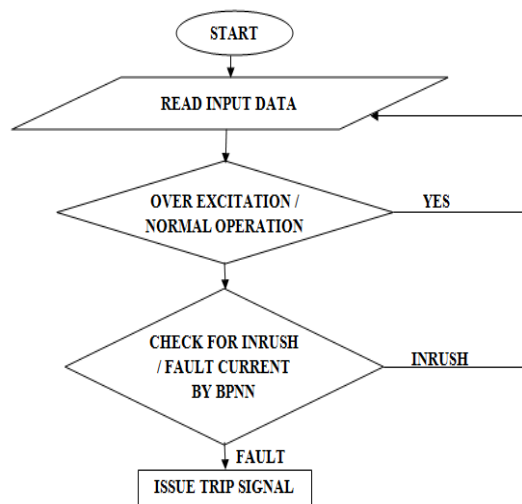 START
READ INPUT DATA
OVER EXCITATION /
NORMAL OPERATION
YES
CHECK FOR INRUSH
/ FAULT CURRENT
BY BPNN
INRUSH
FAULT
ISSUE TRIP SIGNAL